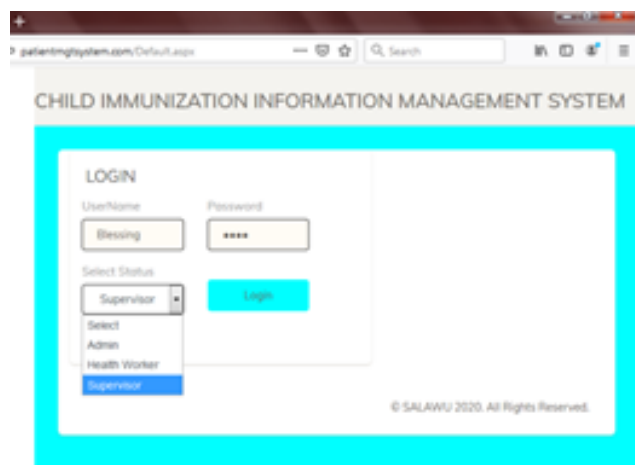 +
patientmgtsystem.com/Default.aspx
Search
CHILD IMMUNIZATION INFORMATION MANAGEMENT SYSTEM
LOGIN
UserName Password
Blessing ••••
Select Status
Supervisor Login
Select
Admin
Health Worker
Supervisor
© SALAWU 2020. All Rights Reserved.